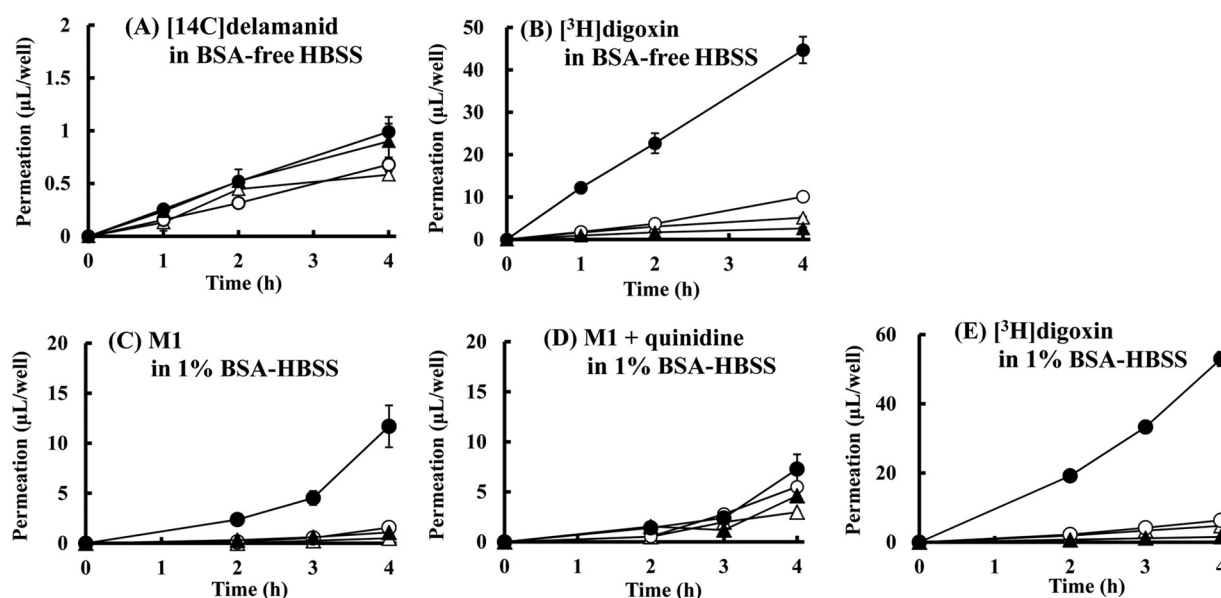 (A) [14C]delamanid
in BSA-free HBSS
Permeation (µL/well)
2
1.5
1
0.5
0
0 1 2 3 4
Time (h)
(B) [³H]digoxin
in BSA-free HBSS
Permeation (µL/well)
50
40
30
20
10
0
0 1 2 3 4
Time (h)
(C) M1
in 1% BSA-HBSS
Permeation (µL/well)
20
15
10
5
0
0 1 2 3 4
Time (h)
(D) M1 + quinidine
in 1% BSA-HBSS
Permeation (µL/well)
20
15
10
5
0
0 1 2 3 4
Time (h)
(E) [³H]digoxin
in 1% BSA-HBSS
Permeation (µL/well)
60
40
20
0
0 1 2 3 4
Time (h)